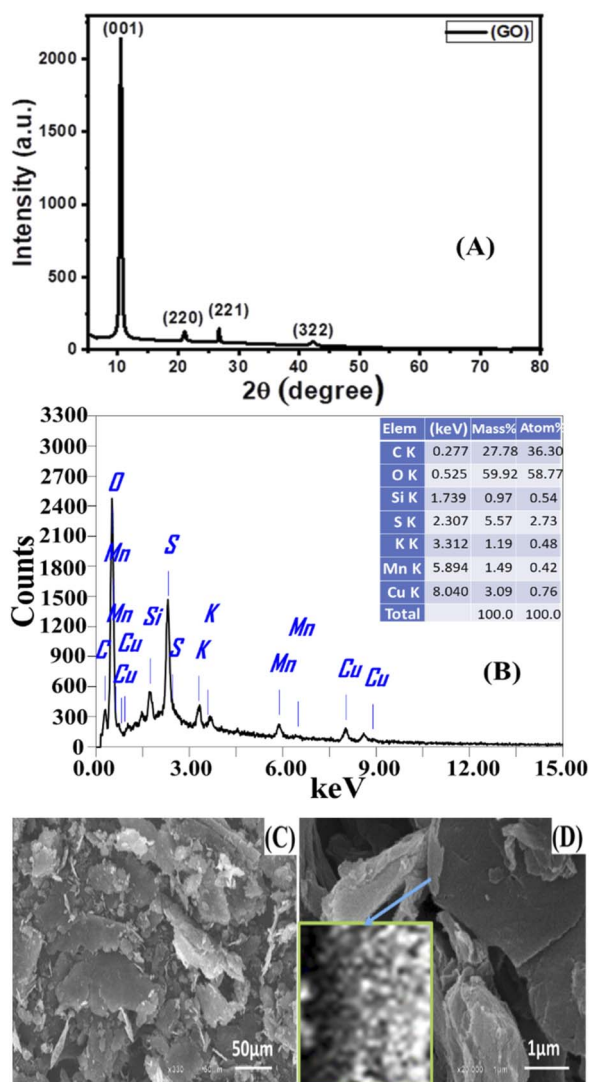 (001)
(GO)
2000
1500
1000
500
0
Intensity (a.u.)
(A)
(220)
(221)
(322)
10 20 30 40 50 60 70 80
2θ (degree)
3300
3000
2700
2400
2100
1800
1500
1200
900
600
300
0
Counts
O
Mn
Mn
Cu
C
Cu
Si
S
S
K
K
Mn
Mn
Cu
Cu
Elem (keV) Mass% Atom%
C K 0.277 27.78 36.30
O K 0.525 59.92 58.77
Si K 1.739 0.97 0.54
S K 2.307 5.57 2.73
K K 3.312 1.19 0.48
Mn K 5.894 1.49 0.42
Cu K 8.040 3.09 0.76
Total 100.0 100.0
(B)
0.00 3.00 6.00 9.00 12.00 15.00
keV
(C)
50μm
x330
(D)
1μm
1μm